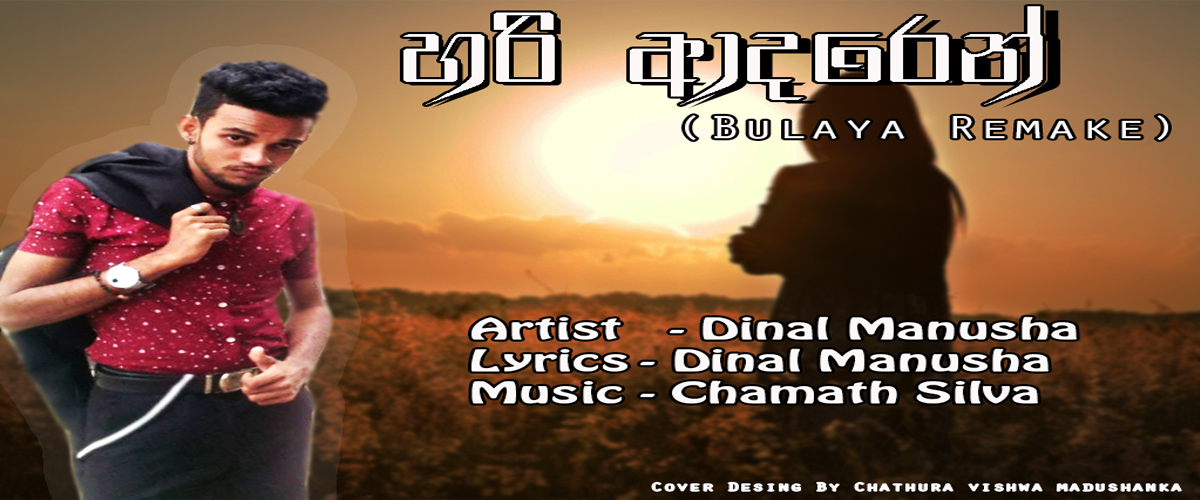 හරි ආදරෙන්
(Bulaya Remake)
Artist - Dinal Manusha
Lyrics - Dinal Manusha
Music - Chamath Silva
Cover Desing By Chathura vishwa madushanka